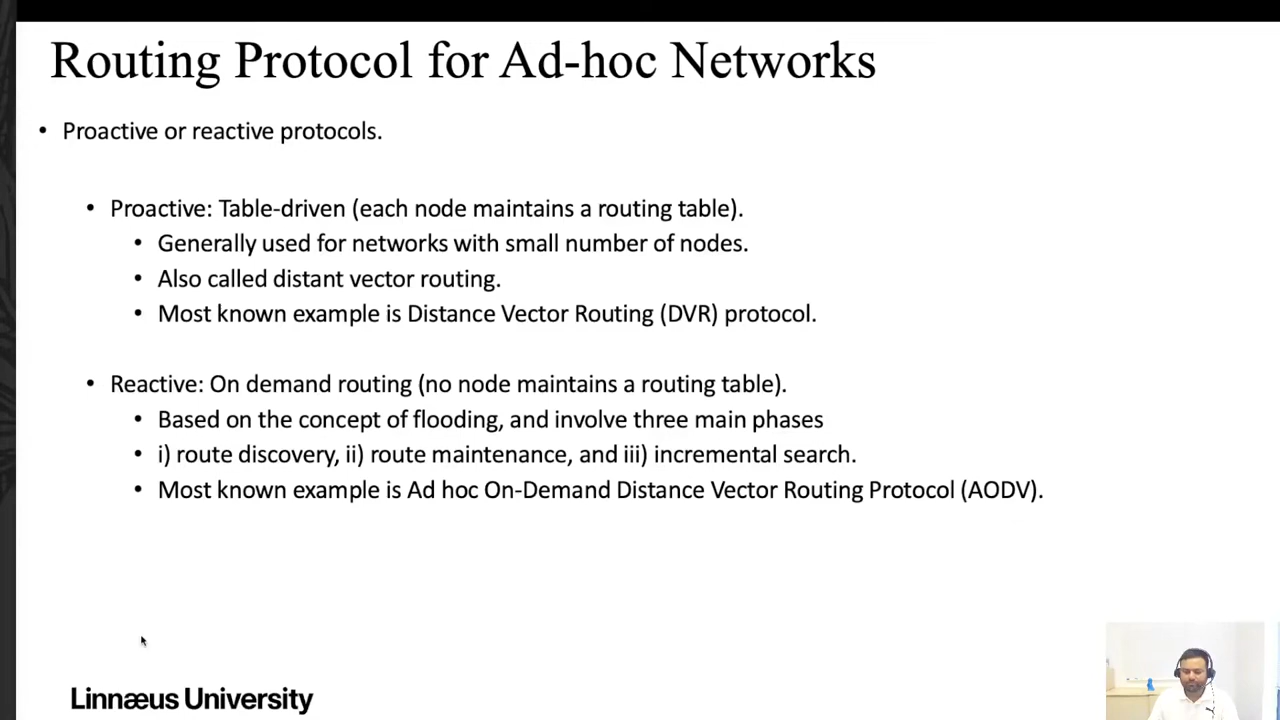 Routing Protocol for Ad-hoc Networks
• Proactive or reactive protocols.
• Proactive: Table-driven (each node maintains a routing table).
• Generally used for networks with small number of nodes.
• Also called distant vector routing.
• Most known example is Distance Vector Routing (DVR) protocol.
• Reactive: On demand routing (no node maintains a routing table).
• Based on the concept of flooding, and involve three main phases
• i) route discovery, ii) route maintenance, and iii) incremental search.
• Most known example is Ad hoc On-Demand Distance Vector Routing Protocol (AODV).
Linnæus University